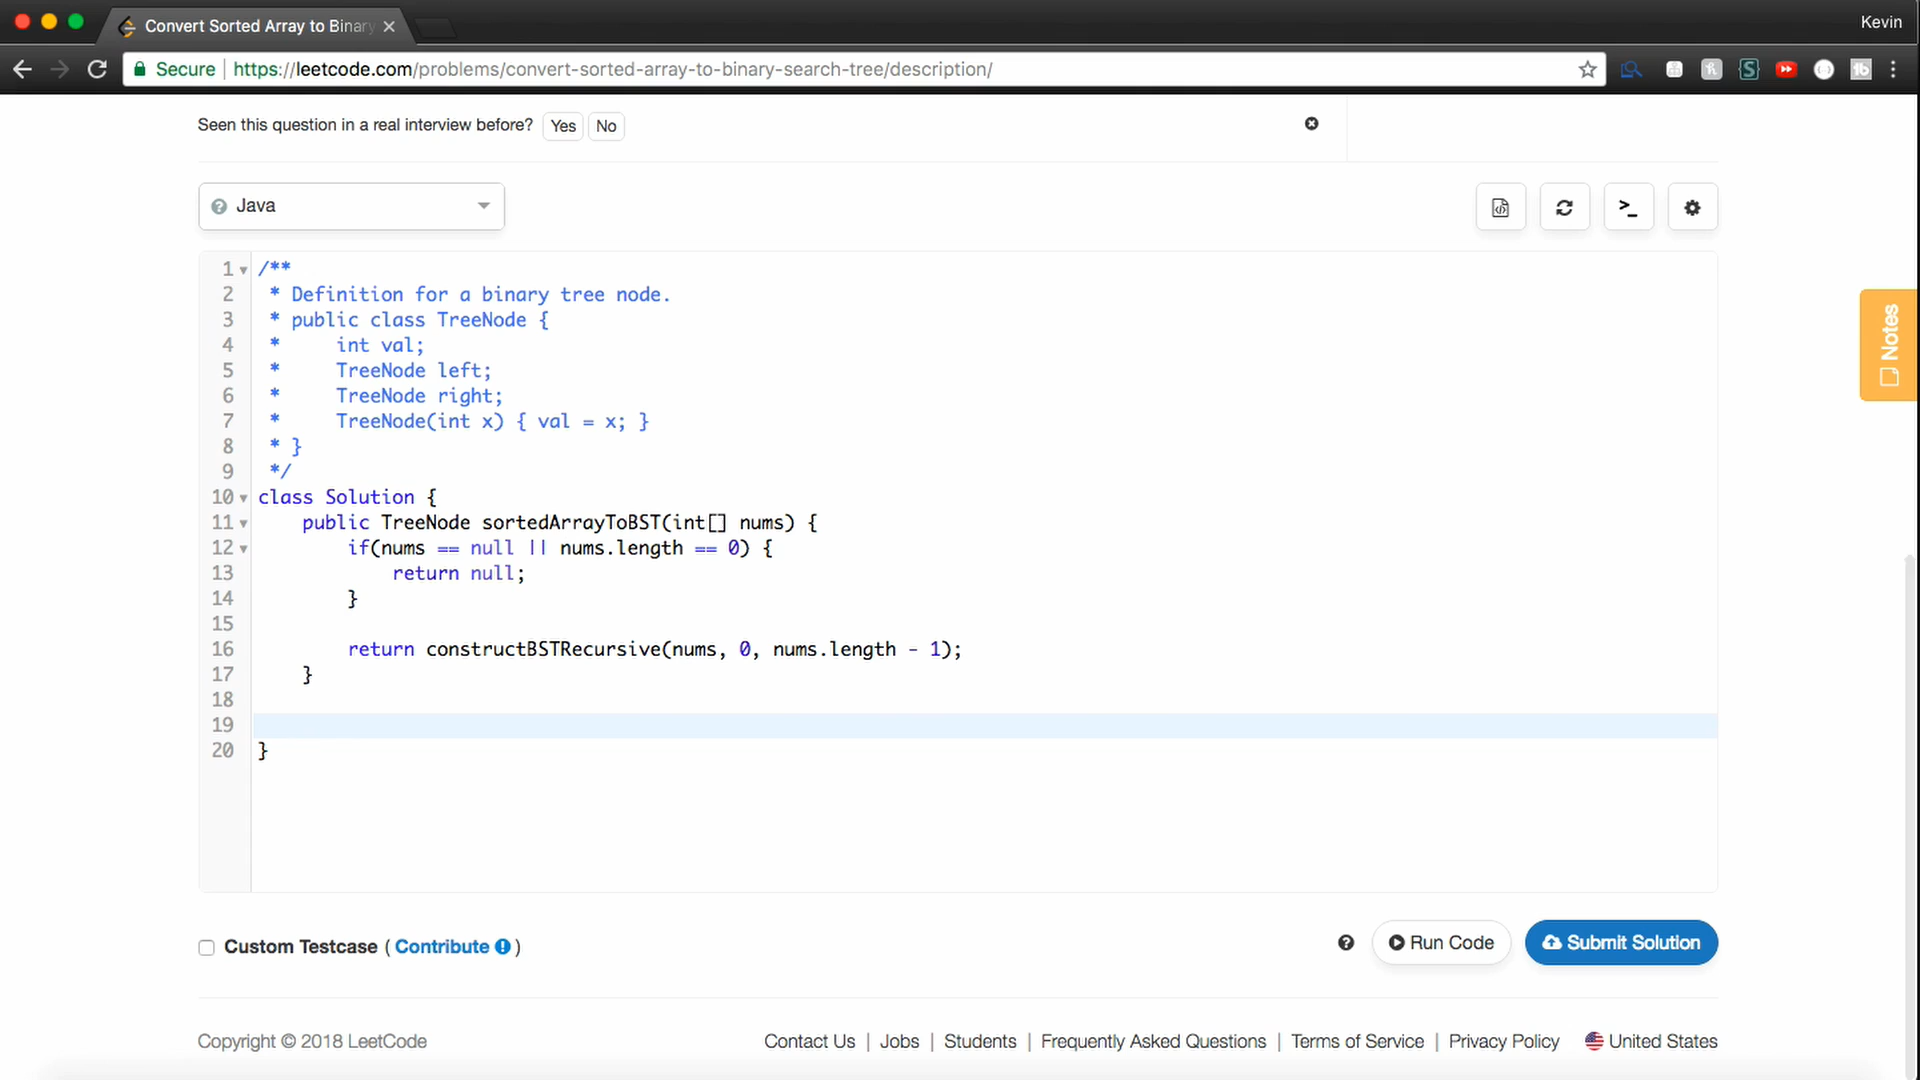 Convert Sorted Array to Binary
Kevin
Secure https://leetcode.com/problems/convert-sorted-array-to-binary-search-tree/description/
Seen this question in a real interview before? Yes No
Java
>_
Notes
1 /**
2  * Definition for a binary tree node.
3  * public class TreeNode {
4  *     int val;
5  *     TreeNode left;
6  *     TreeNode right;
7  *     TreeNode(int x) { val = x; }
8  * }
9  */
10 class Solution {
11     public TreeNode sortedArrayToBST(int[] nums) {
12         if(nums == null || nums.length == 0) {
13             return null;
14         }
15
16         return constructBSTRecursive(nums, 0, nums.length - 1);
17     }
18
19
20 }
Custom Testcase ( Contribute )
Run Code
Submit Solution
Copyright © 2018 LeetCode
Contact Us | Jobs | Students | Frequently Asked Questions | Terms of Service | Privacy Policy United States